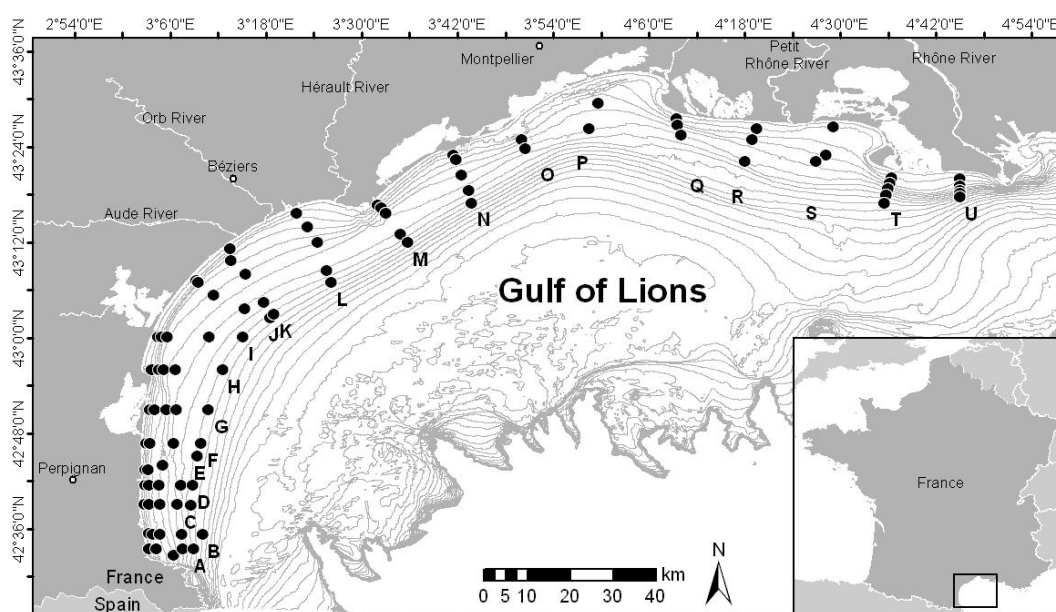 2°54'0"E 3°6'0"E 3°18'0"E 3°30'0"E 3°42'0"E 3°54'0"E 4°6'0"E 4°18'0"E 4°30'0"E 4°42'0"E 4°54'0"E
43°36'0"N
43°24'0"N
43°12'0"N
43°0'0"N
42°48'0"N
42°36'0"N
Montpellier
Petit
Rhône River
Rhône River
Hérault River
Orb River
Béziers
Aude River
Perpignan
O
P
Q
R
S
T
U
N
M
L
K
J
I
H
G
F
E
D
C
B
A
Gulf of Lions
France
Spain
N
km
0 5 10 20 30 40
France